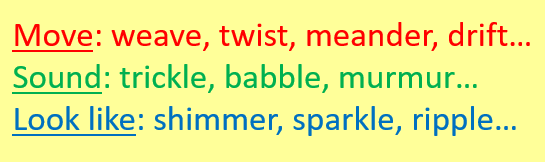 Move: weave, twist, meander, drift…
Sound: trickle, babble, murmur…
Look like: shimmer, sparkle, ripple…